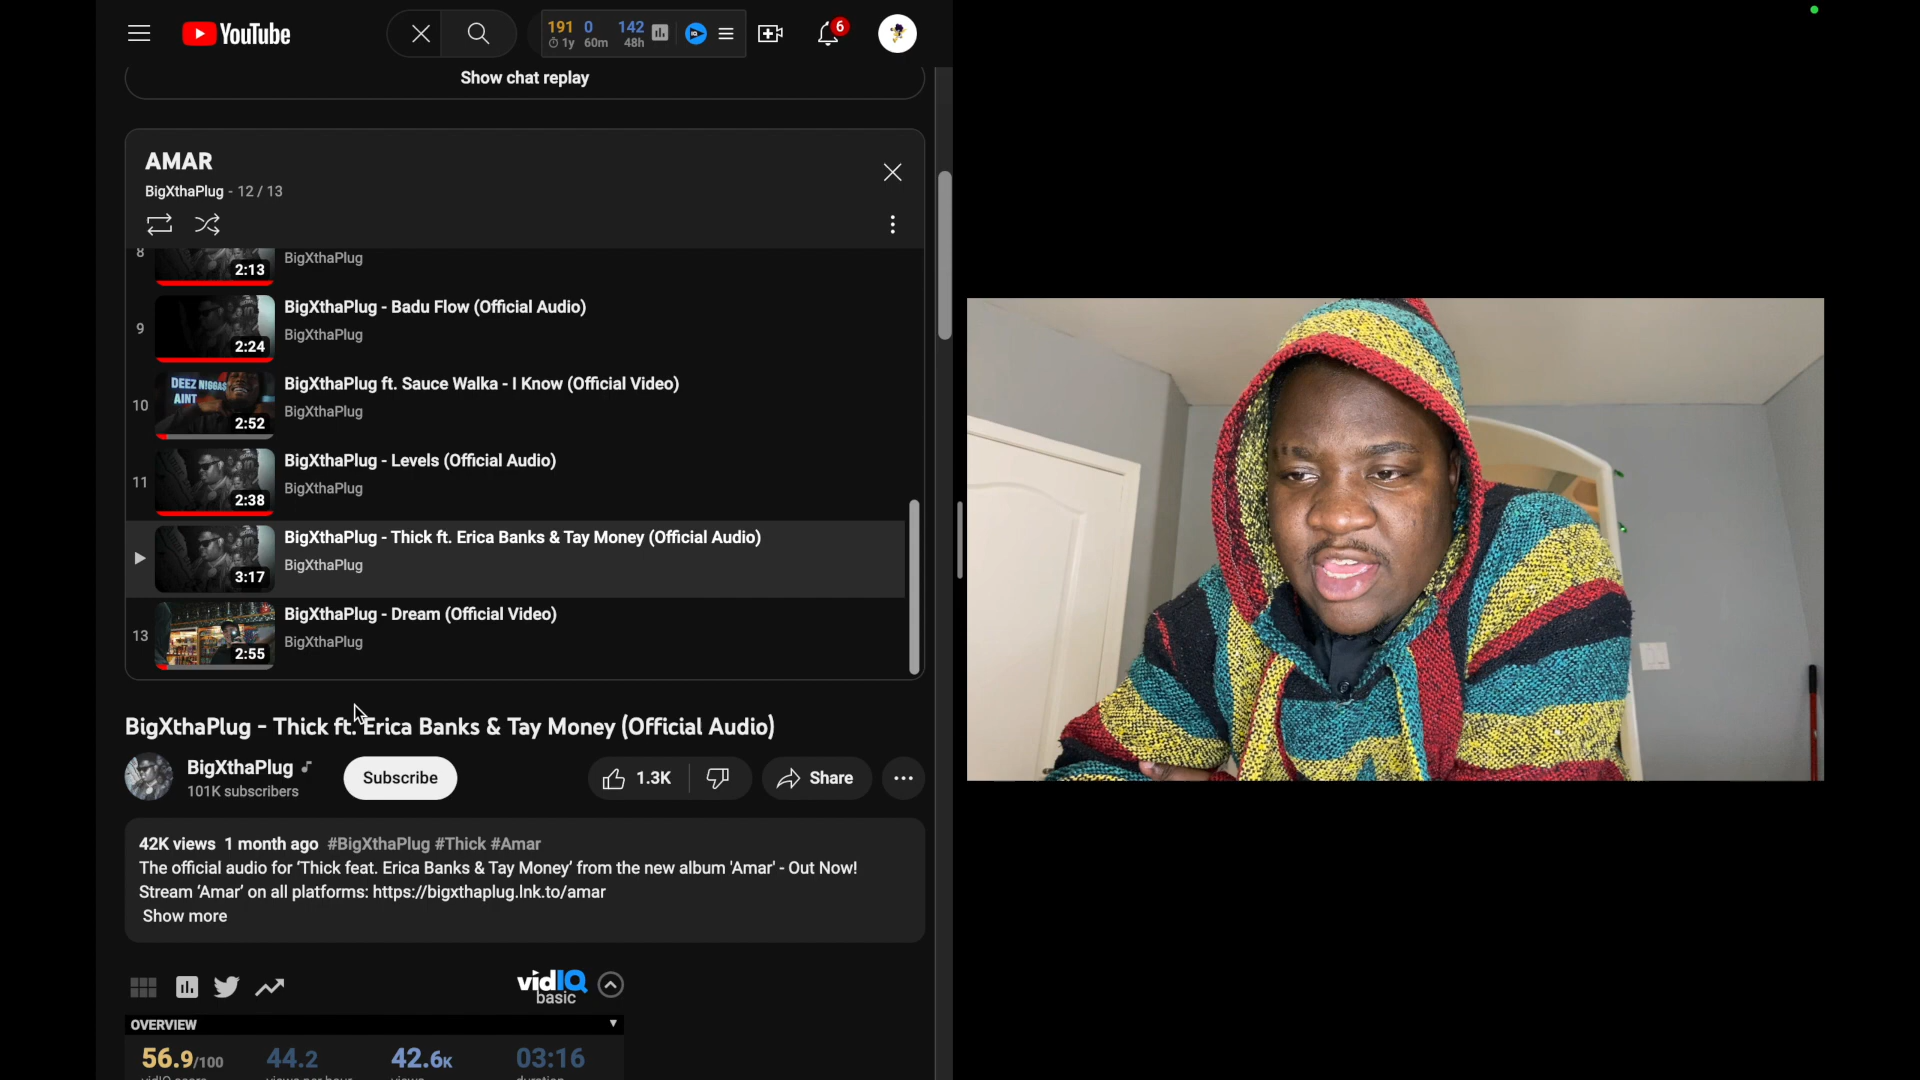 YouTube
191 0 142
1y 60m 48h
6
Show chat replay
AMAR
BigXthaPlug - 12 / 13
8
2:13
BigXthaPlug
9
2:24
BigXthaPlug - Badu Flow (Official Audio)
BigXthaPlug
10
DEEZ NIGGAS
AINT
2:52
BigXthaPlug ft. Sauce Walka - I Know (Official Video)
BigXthaPlug
11
2:38
BigXthaPlug - Levels (Official Audio)
BigXthaPlug
3:17
BigXthaPlug - Thick ft. Erica Banks & Tay Money (Official Audio)
BigXthaPlug
13
2:55
BigXthaPlug - Dream (Official Video)
BigXthaPlug
BigXthaPlug - Thick ft. Erica Banks & Tay Money (Official Audio)
BigXthaPlug
101K subscribers
Subscribe
1.3K
Share
42K views 1 month ago #BigXthaPlug #Thick #Amar
The official audio for ‘Thick feat. Erica Banks & Tay Money’ from the new album 'Amar' - Out Now!
Stream ‘Amar’ on all platforms: https://bigxthaplug.lnk.to/amar
Show more
vidIQ
basic
OVERVIEW
56.9/100 44.2 42.6K 03:16